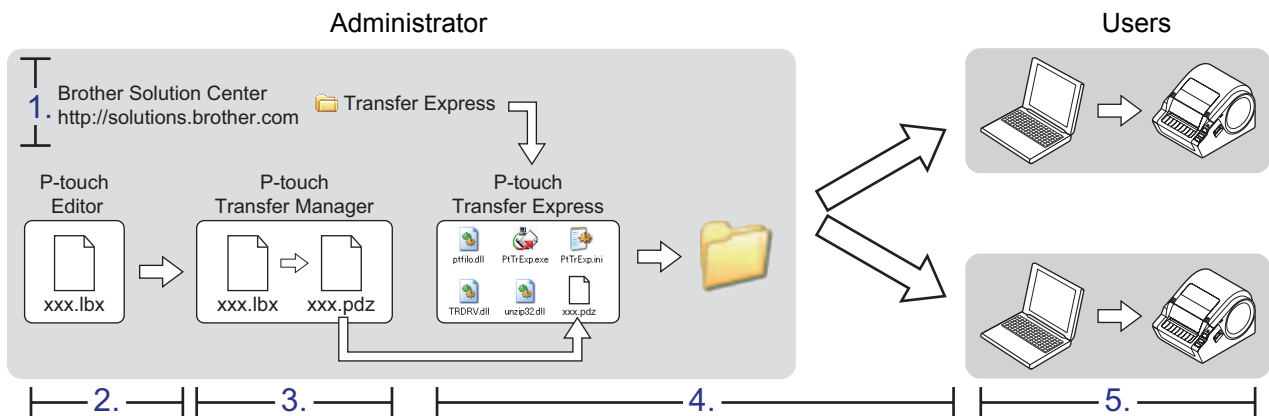 Administrator
Users
1.
Brother Solution Center
http://solutions.brother.com
Transfer Express
P-touch
Editor
xxx.lbx
P-touch
Transfer Manager
xxx.lbx
xxx.pdz
P-touch
Transfer Express
ptfilo.dll
PtTrExp.exe
PtTrExp.ini
TRDRV.dll
unzip32.dll
xxx.pdz
2.
3.
4.
5.